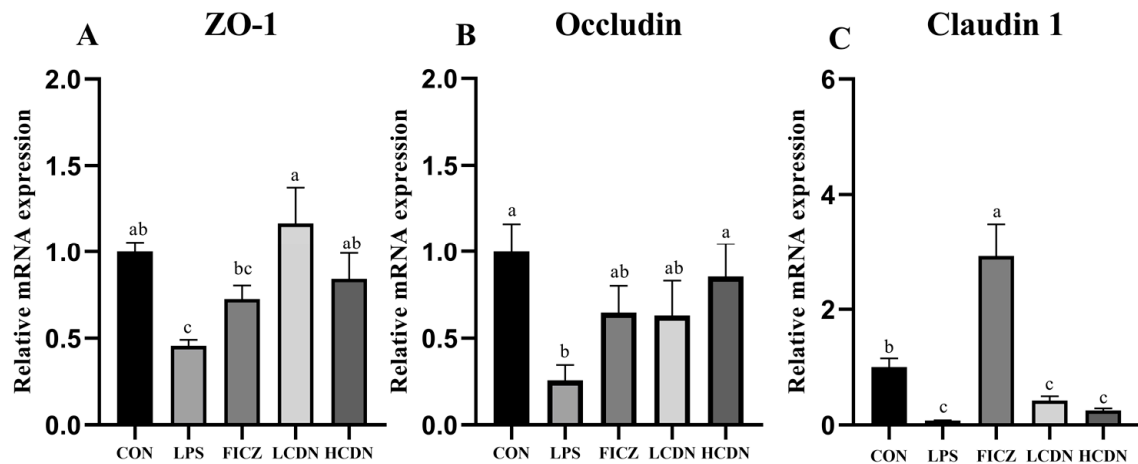 A
ZO-1
Relative mRNA expression
2.0
1.5
1.0
0.5
0.0
ab
c
bc
a
ab
CON
LPS
FICZ
LCDN
HCDN
B
Occludin
Relative mRNA expression
2.0
1.5
1.0
0.5
0.0
a
b
ab
ab
a
CON
LPS
FICZ
LCDN
HCDN
C
Claudin 1
Relative mRNA expression
6
4
2
0
b
c
a
c
c
CON
LPS
FICZ
LCDN
HCDN